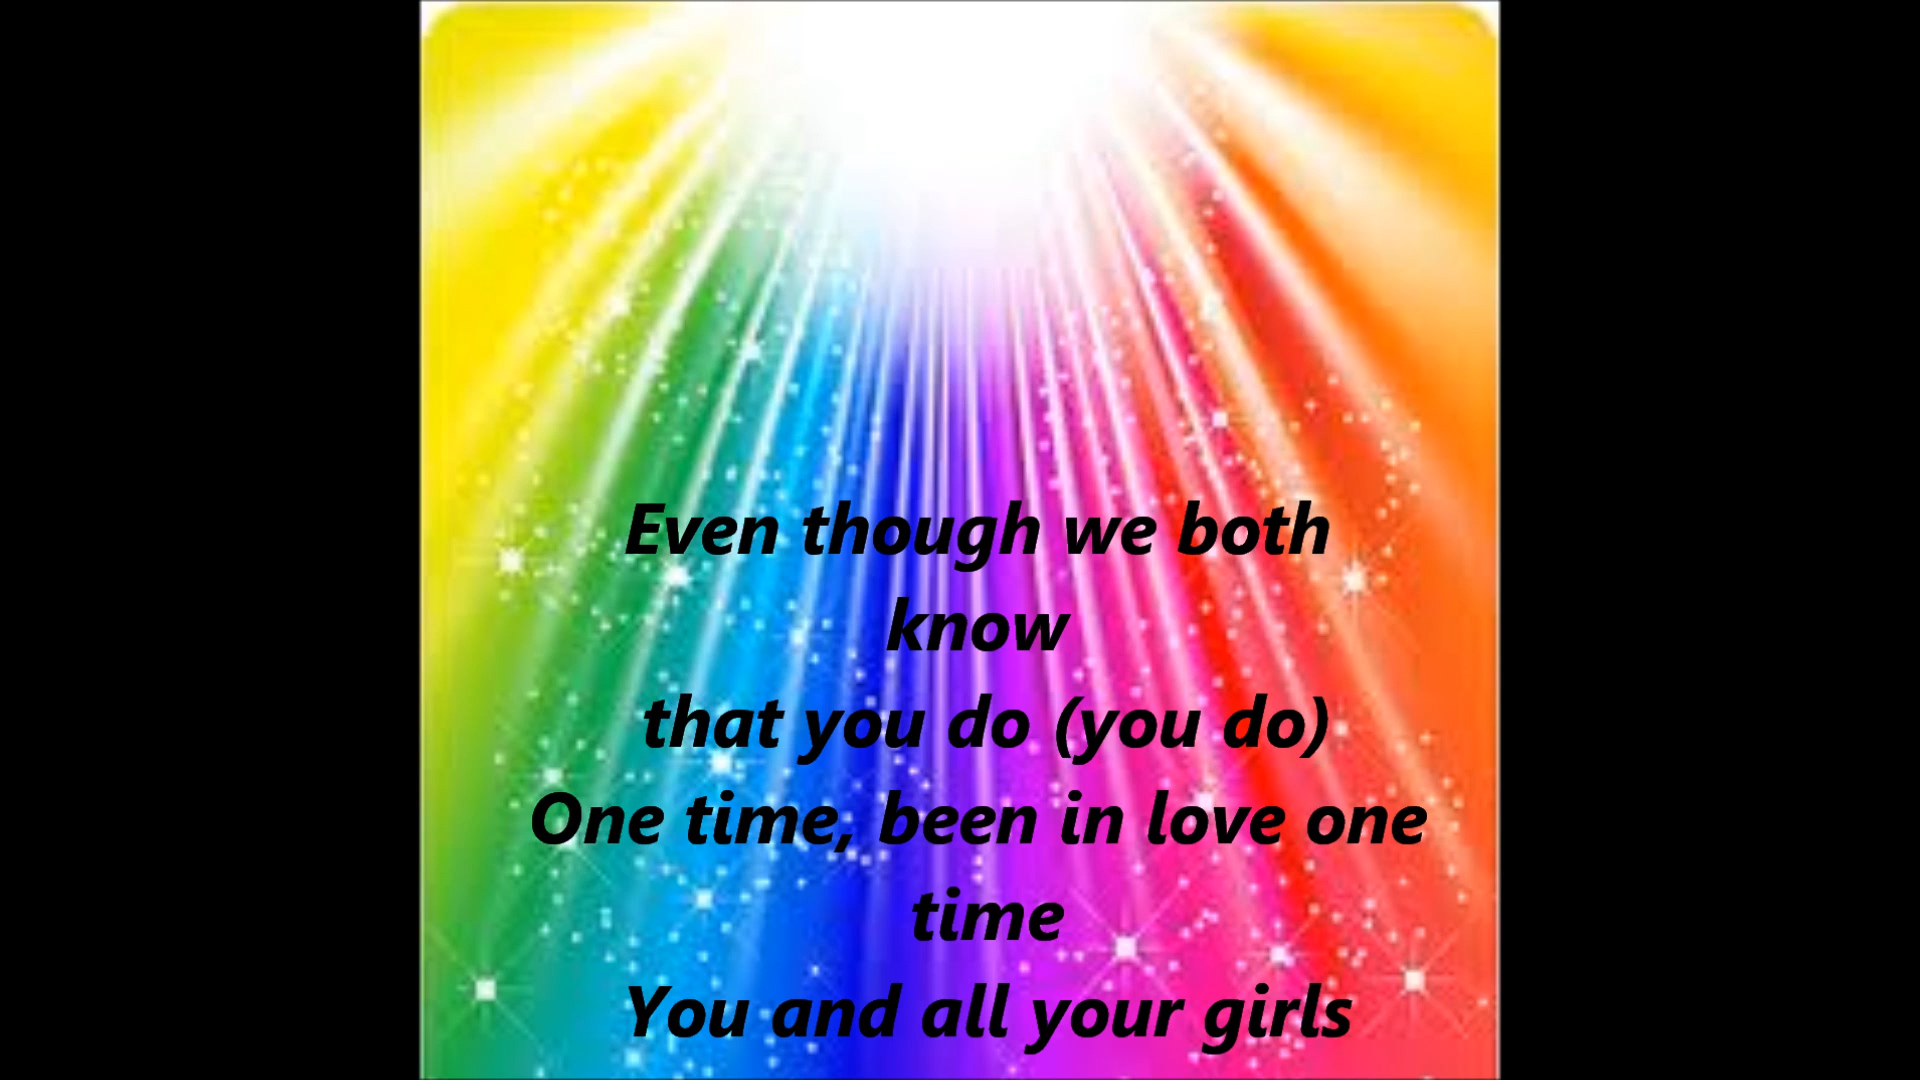 Even though we both
know
that you do (you do)
One time, been in love one
time
You and all your girls